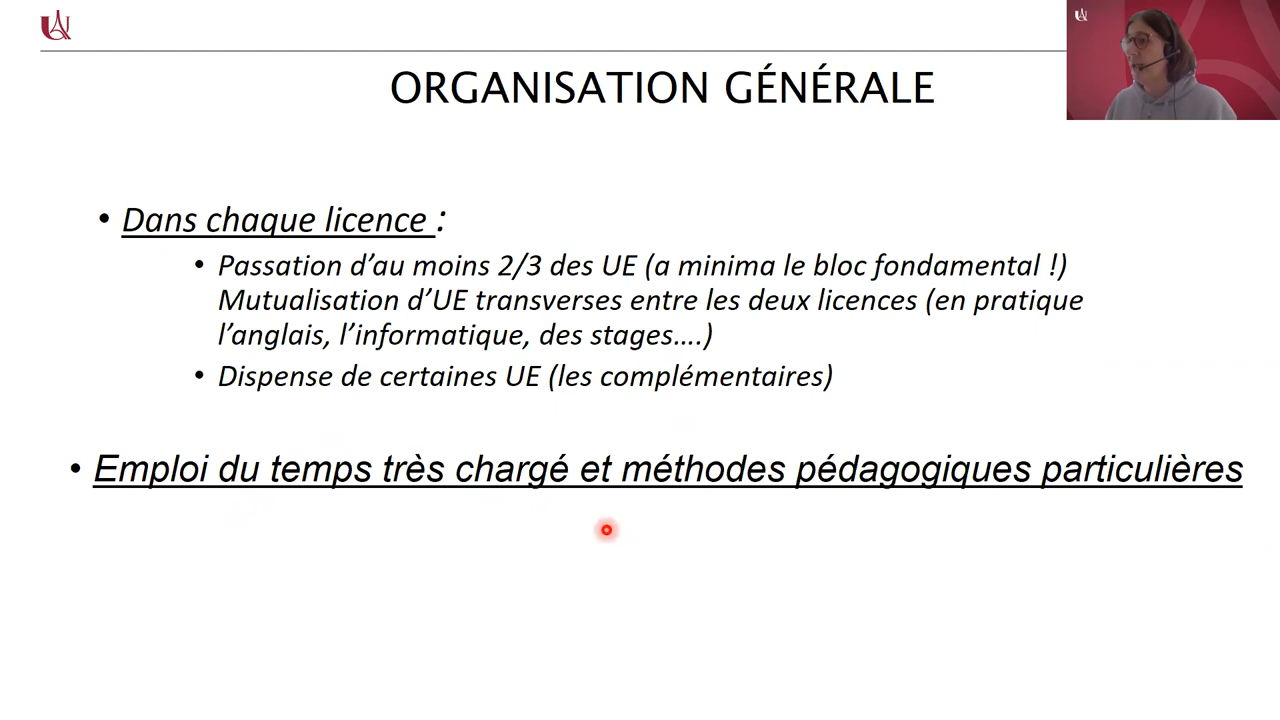 ORGANISATION GÉNÉRALE
• Dans chaque licence :
• Passation d’au moins 2/3 des UE (a minima le bloc fondamental !)
Mutualisation d’UE transverses entre les deux licences (en pratique
l’anglais, l’informatique, des stages….)
• Dispense de certaines UE (les complémentaires)
• Emploi du temps très chargé et méthodes pédagogiques particulières